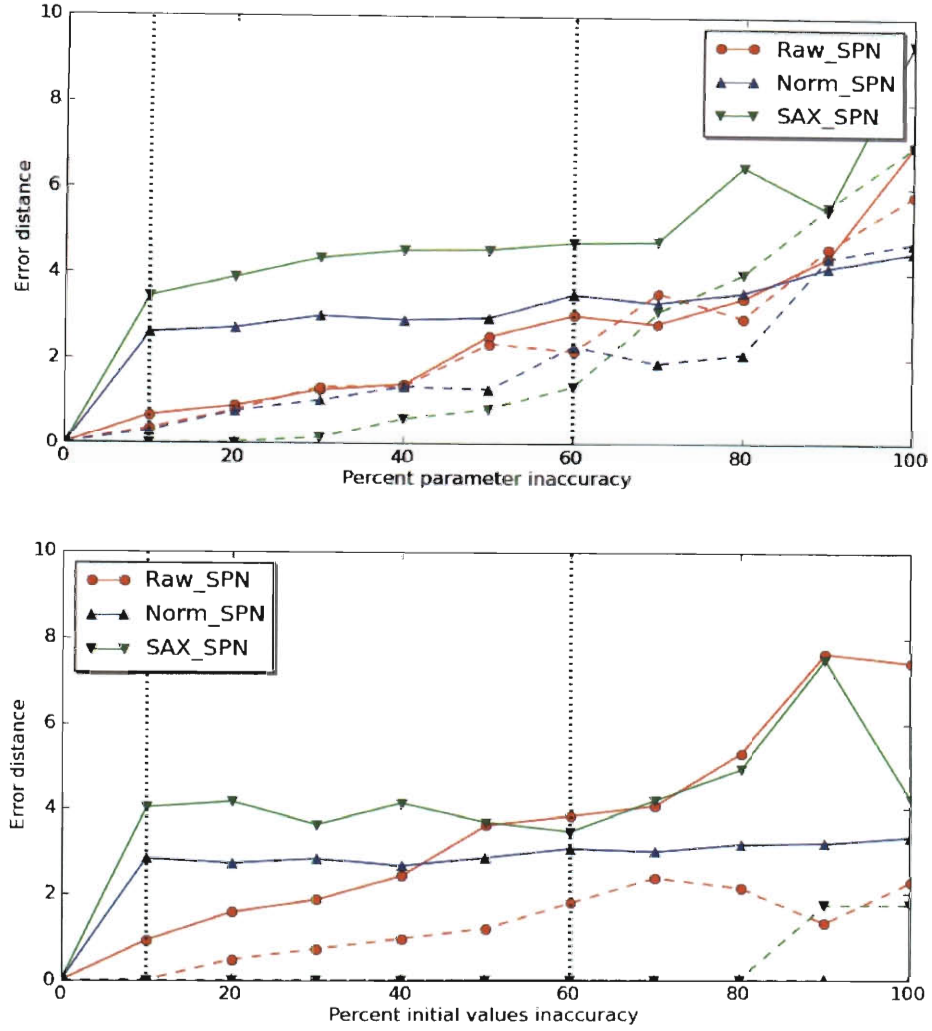 10
8
6
4
2
0
Error distance
Raw_SPN
Norm_SPN
SAX_SPN
0
20
40
60
80
100
Percent parameter inaccuracy
10
8
6
4
2
0
Error distance
Raw_SPN
Norm_SPN
SAX_SPN
0
20
40
60
80
100
Percent initial values inaccuracy